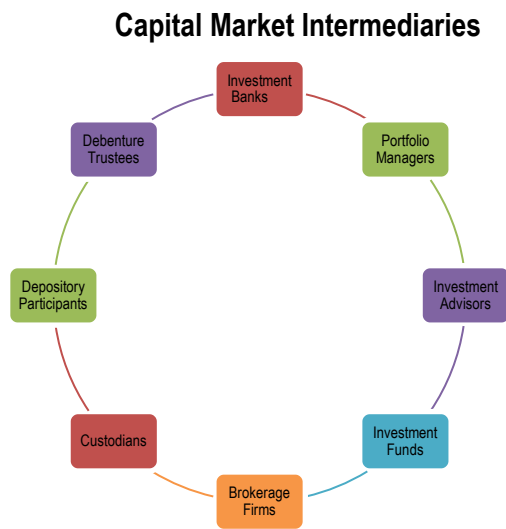 Capital Market Intermediaries
Investment
Banks
Portfolio
Managers
Investment
Advisors
Investment
Funds
Brokerage
Firms
Custodians
Depository
Participants
Debenture
Trustees